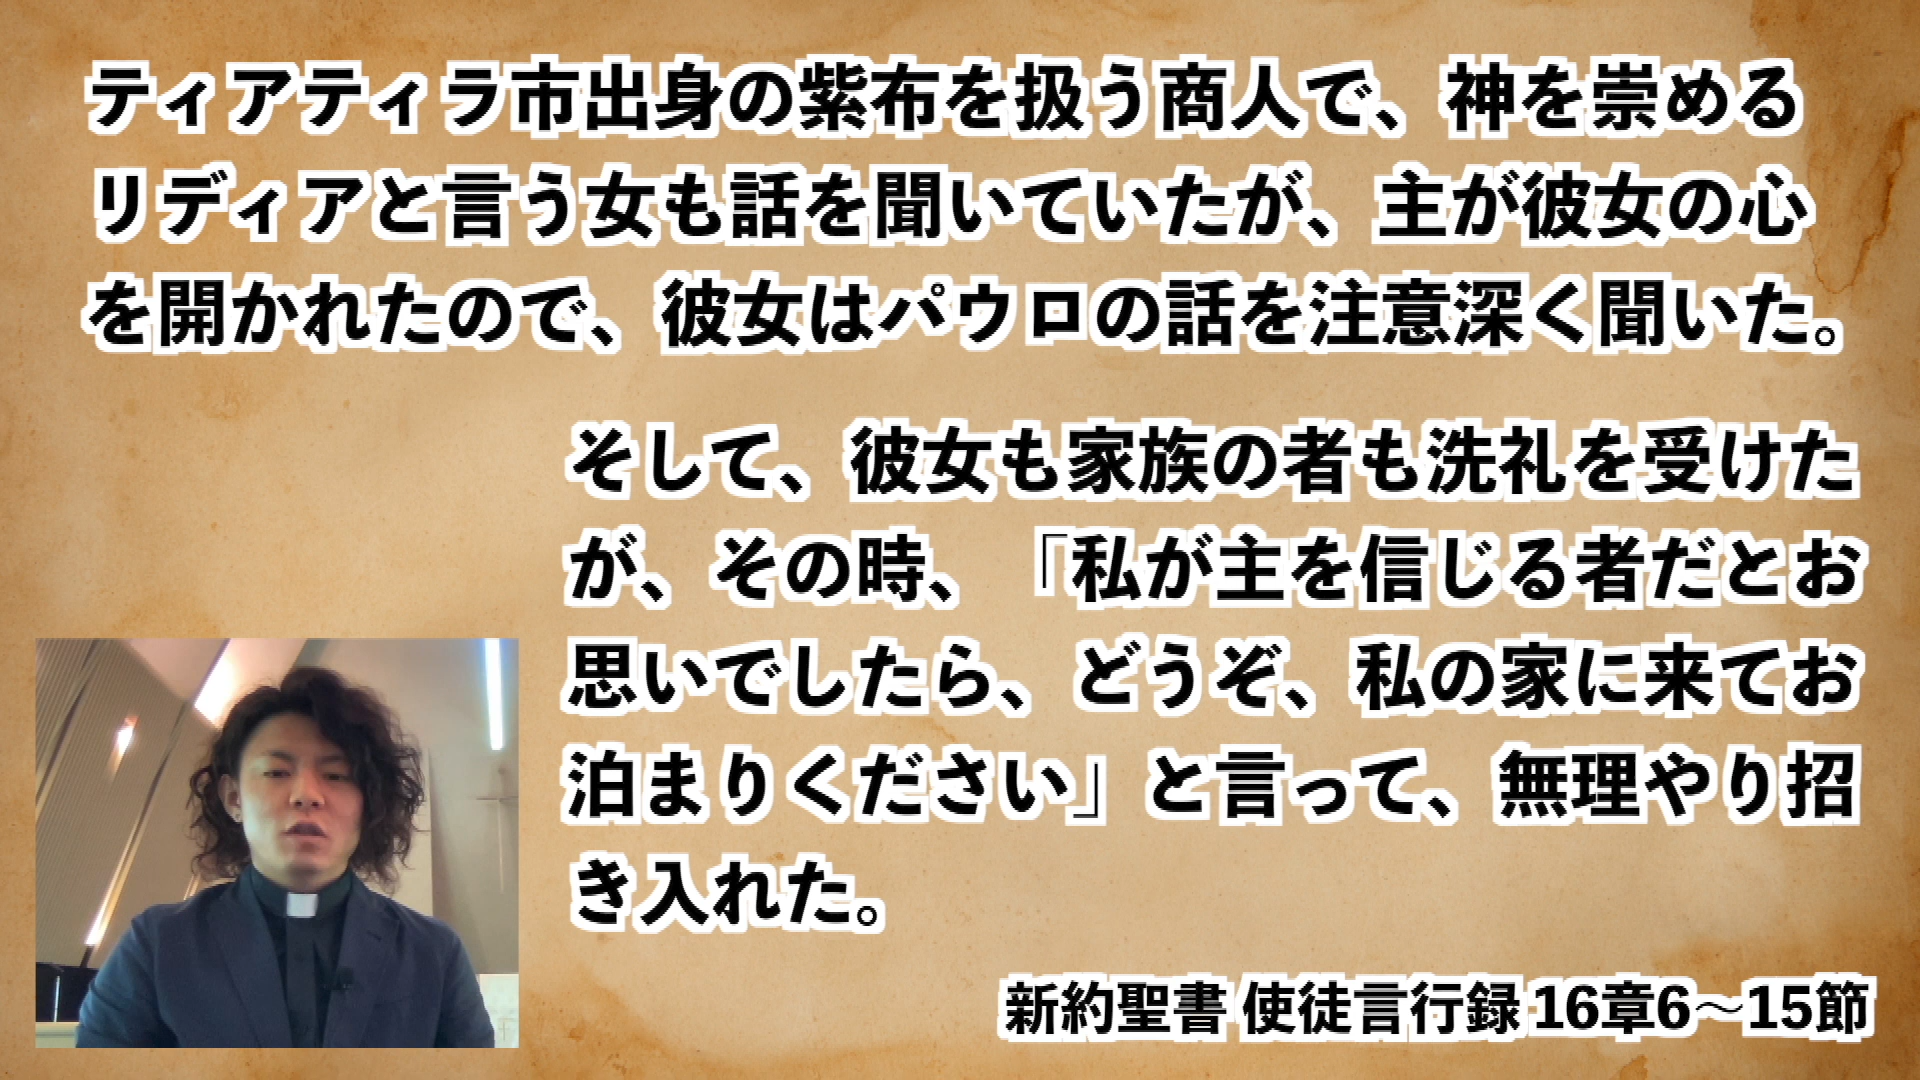 ティアティラ市出身の紫布を扱う商人で、神を崇める
リディアと言う女も話を聞いていたが、主が彼女の心
を開かれたので、彼女はパウロの話を注意深く聞いた。
そして、彼女も家族の者も洗礼を受けた
が、その時、「私が主を信じる者だとお
思いでしたら、どうぞ、私の家に来てお
泊まりください」と言って、無理やり招
き入れた。
新約聖書 使徒言行録 16章6〜15節